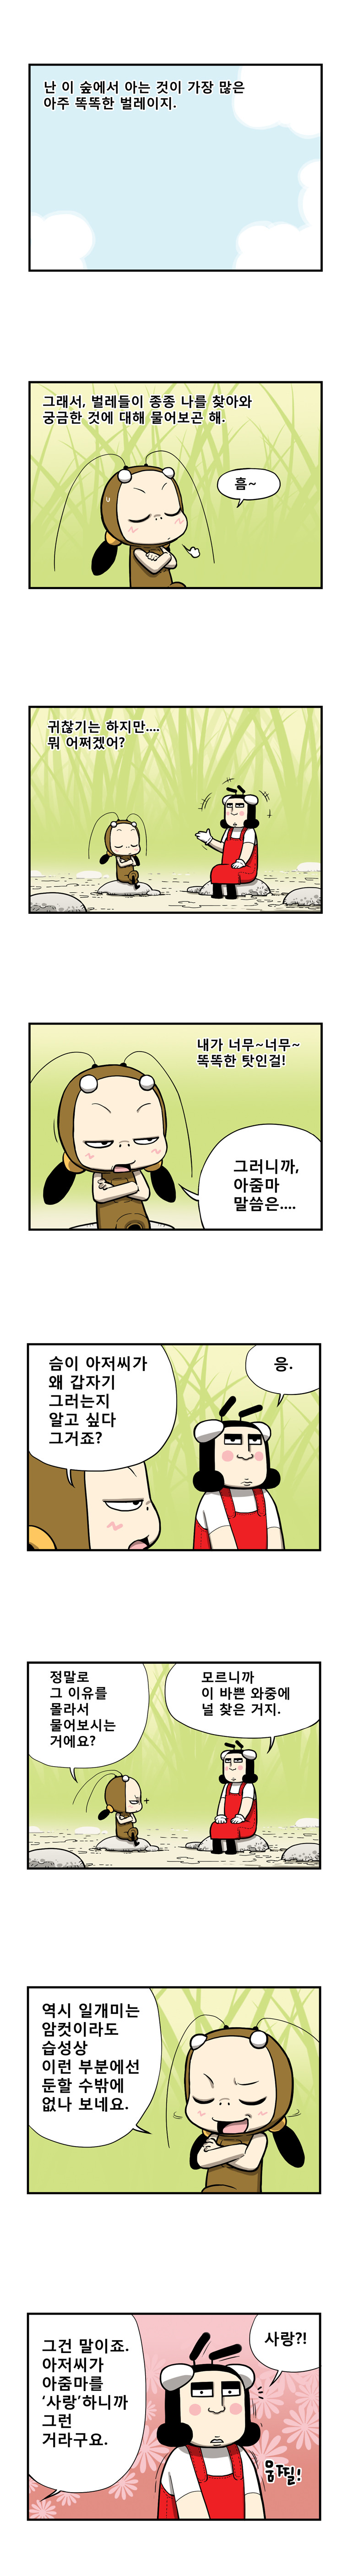 난 이 숲에서 아는 것이 가장 많은
아주 똑똑한 벌레이지.
그래서, 벌레들이 종종 나를 찾아와
궁금한 것에 대해 물어보곤 해.
흠~
귀찮기는 하지만....
뭐 어쩌겠어?
내가 너무~너무~
똑똑한 탓인걸!
그러니까,
아줌마
말씀은....
슴이 아저씨가
왜 갑자기
그러는지
알고 싶다
그거죠?
응.
정말로
그 이유를
몰라서
물어보시는
거에요?
모르니까
이 바쁜 와중에
널 찾은 거지.
역시 일개미는
암컷이라도
습성상
이런 부분에선
둔할 수밖에
없나 보네요.
그건 말이죠.
아저씨가
아줌마를
‘사랑’하니까
그런
거라구요.
사랑?!
움찔!